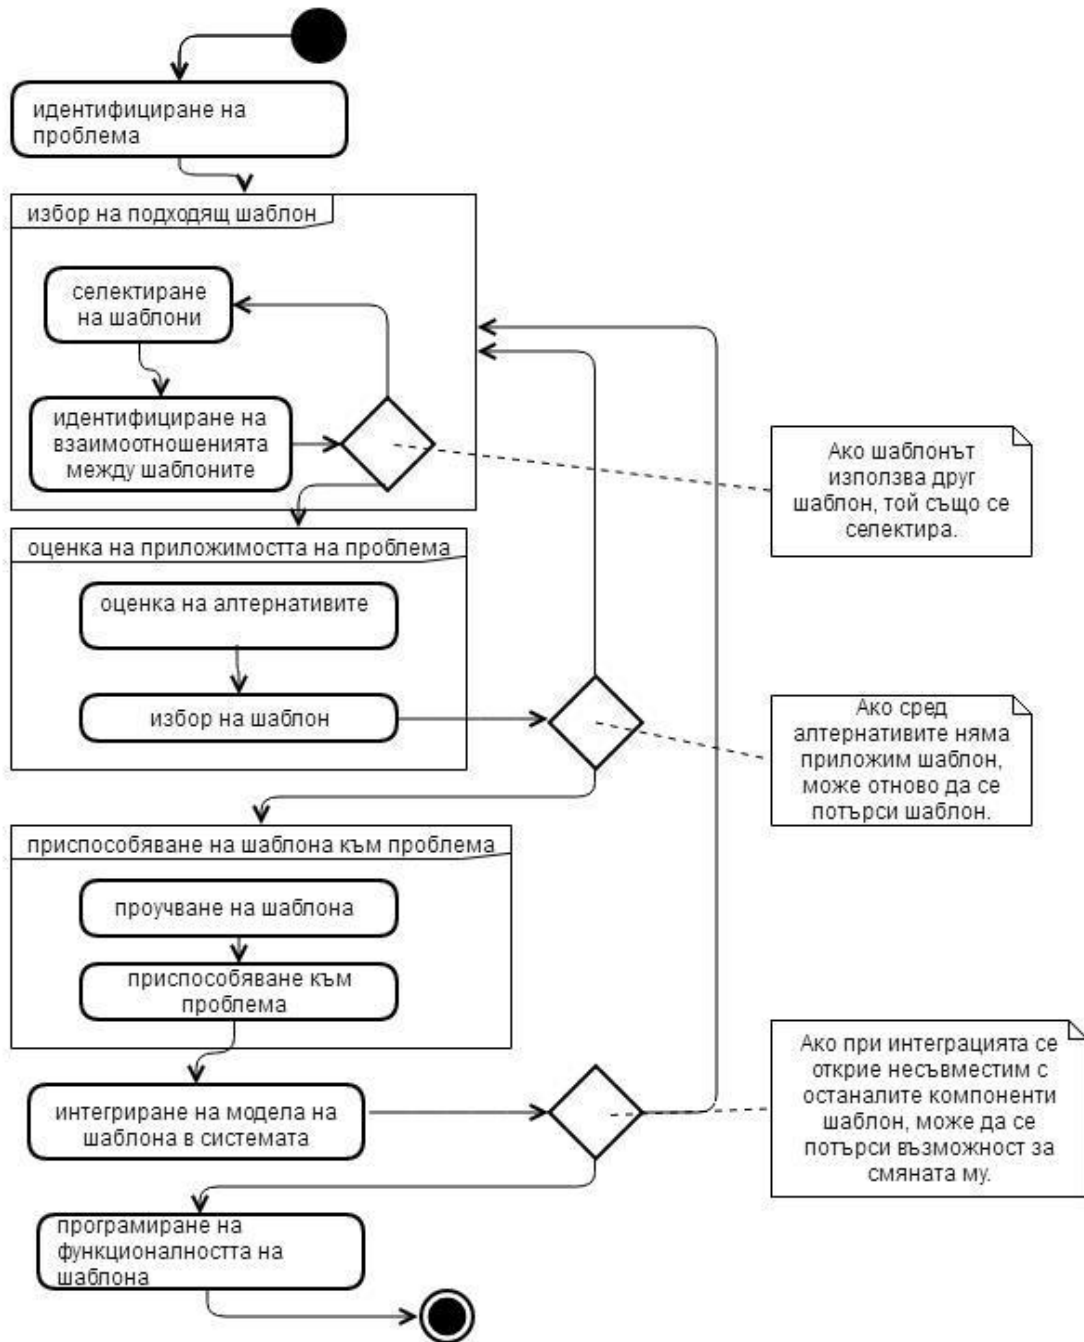 идентифициране на
проблема
избор на подходящ шаблон
селектиране
на шаблони
идентифициране на
взаимоотношенията
между шаблоните
Ако шаблонът
използва друг
шаблон, той също се
селектира.
оценка на приложимостта на проблема
оценка на алтернативите
избор на шаблон
Ако сред
алтернативите няма
приложим шаблон,
може отново да се
потърси шаблон.
приспособяване на шаблона към проблема
проучване на шаблона
приспособяване към
проблема
Ако при интеграцията се
открие несъвместим с
останалите компоненти
шаблон, може да се
потърси възможност за
смяната му.
интегриране на модела на
шаблона в системата
програмиране на
функционалността на
шаблона